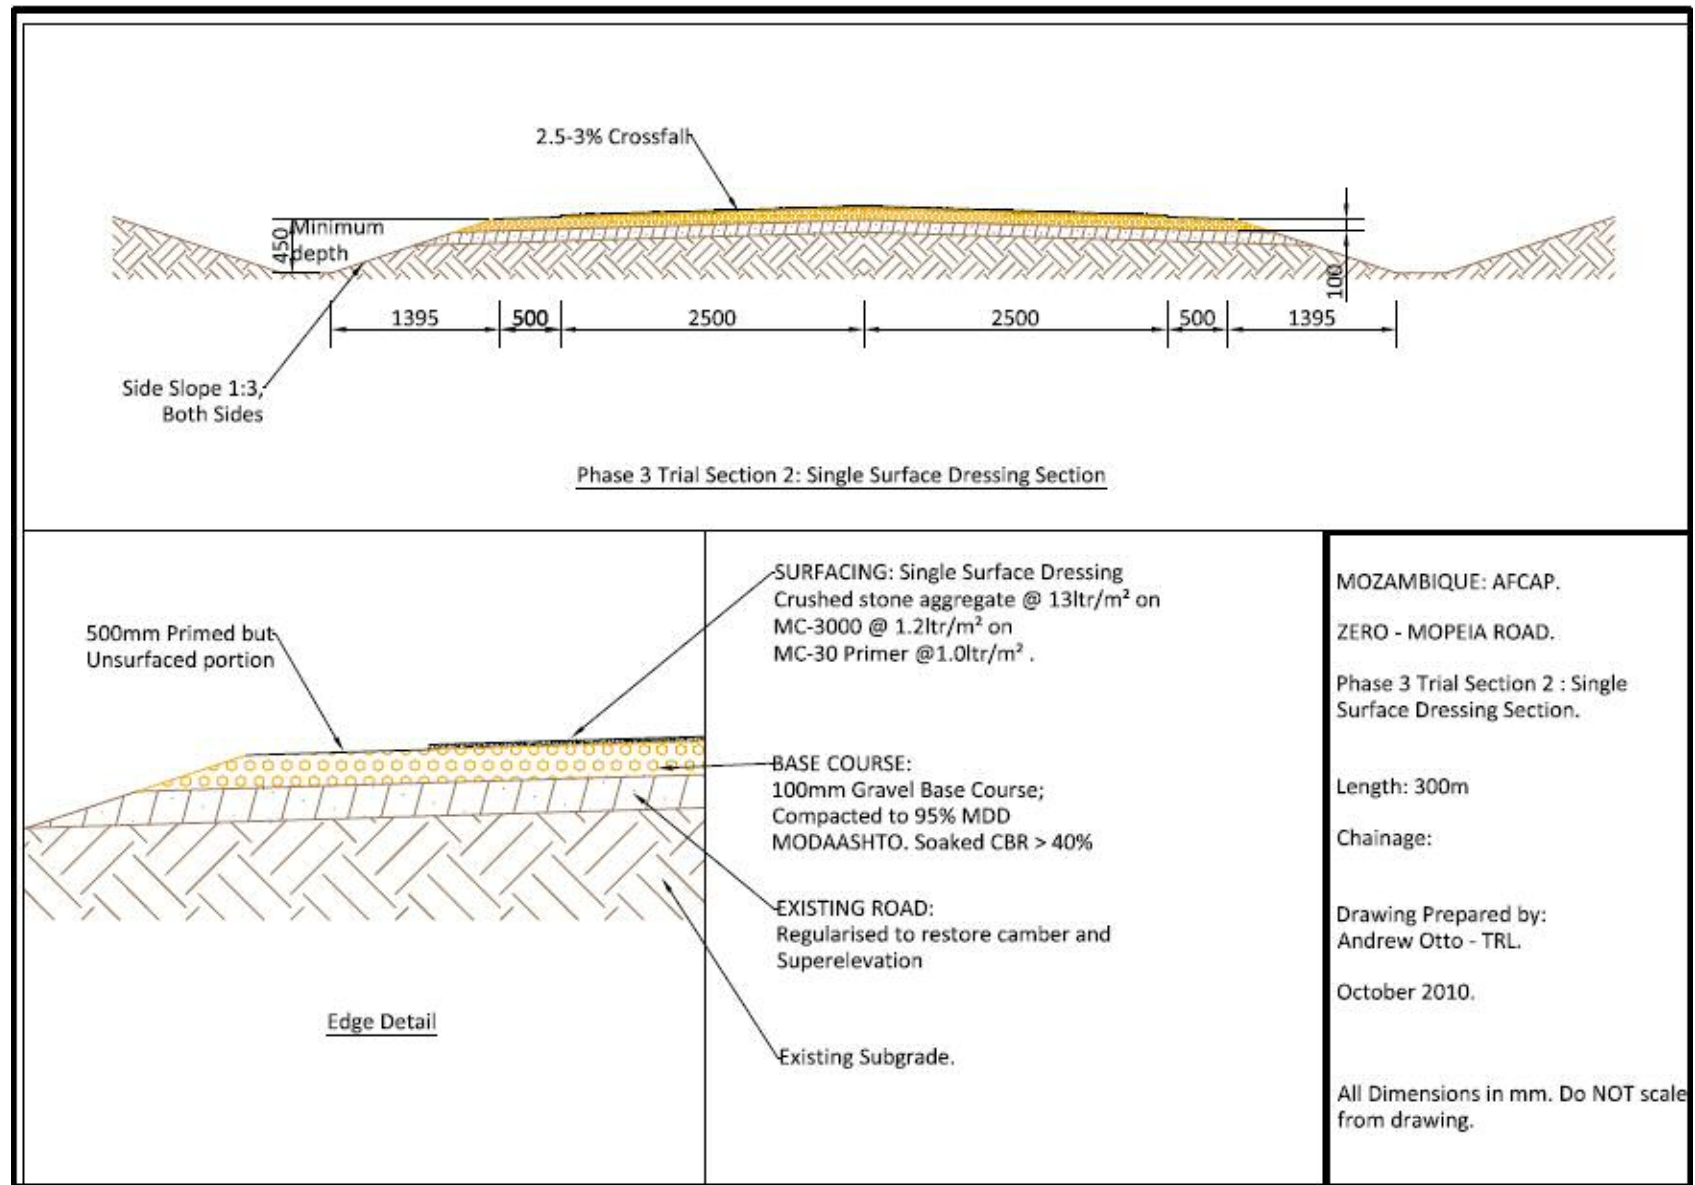 2.5-3% Crossfall
450
Minimum
depth
100
1395
500
2500
2500
500
1395
Side Slope 1:3,
Both Sides
Phase 3 Trial Section 2: Single Surface Dressing Section
500mm Primed but
Unsurfaced portion
Edge Detail
SURFACING: Single Surface Dressing
Crushed stone aggregate @ 13ltr/m² on
MC-3000 @ 1.2ltr/m² on
MC-30 Primer @1.0ltr/m² .
BASE COURSE:
100mm Gravel Base Course;
Compacted to 95% MDD
MODAASHTO. Soaked CBR > 40%
EXISTING ROAD:
Regularised to restore camber and
Superelevation
Existing Subgrade.
MOZAMBIQUE: AFCAP.
ZERO - MOPEIA ROAD.
Phase 3 Trial Section 2 : Single
Surface Dressing Section.
Length: 300m
Chainage:
Drawing Prepared by:
Andrew Otto - TRL.
October 2010.
All Dimensions in mm. Do NOT scale
from drawing.